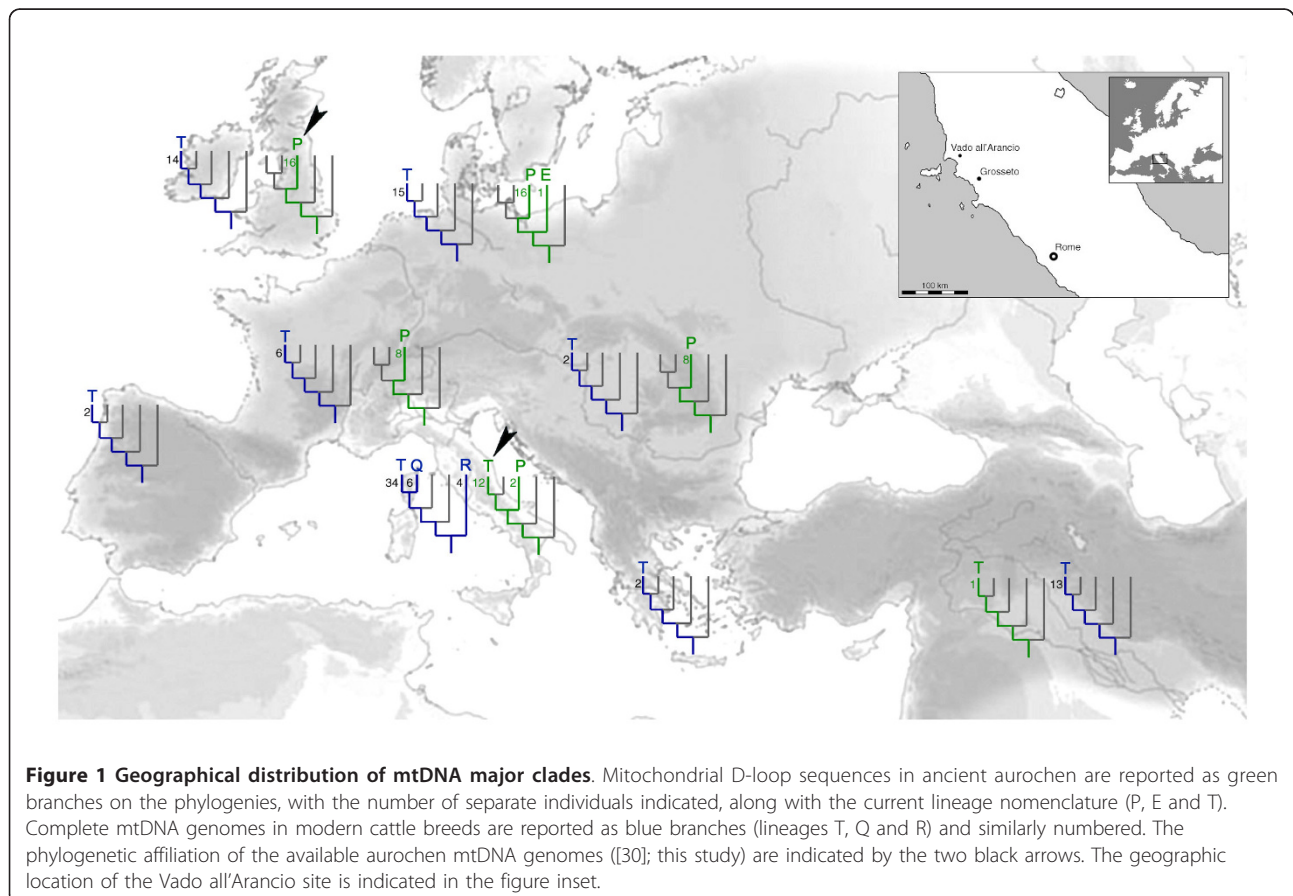 T
14
P
16
T
15
P E
16 1
T
6
P
8
T
2
P
8
T
2
T Q R
34 6 4
T P
12 2
T
2
T
1
T
13
Vado all'Arancio
Grosseto
Rome
100 km
Figure 1 Geographical distribution of mtDNA major clades. Mitochondrial D-loop sequences in ancient aurochen are reported as green
branches on the phylogenies, with the number of separate individuals indicated, along with the current lineage nomenclature (P, E and T).
Complete mtDNA genomes in modern cattle breeds are reported as blue branches (lineages T, Q and R) and similarly numbered. The
phylogenetic affiliation of the available aurochen mtDNA genomes ([30]; this study) are indicated by the two black arrows. The geographic
location of the Vado all'Arancio site is indicated in the figure inset.